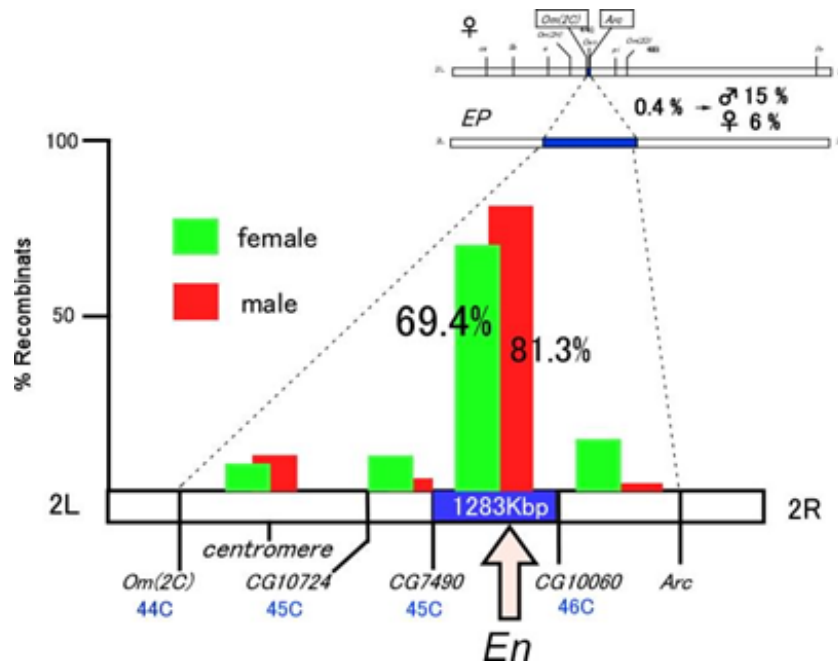 Om(2C) Arc
♀
0.4 % → ♂ 15 %
♀ 6 %
EP
100
50
% Recombinats
female
male
69.4%
81.3%
2L
1283Kbp
2R
centromere
Om(2C) CG10724 CG7490 CG10060 Arc
44C 45C 45C 46C
En